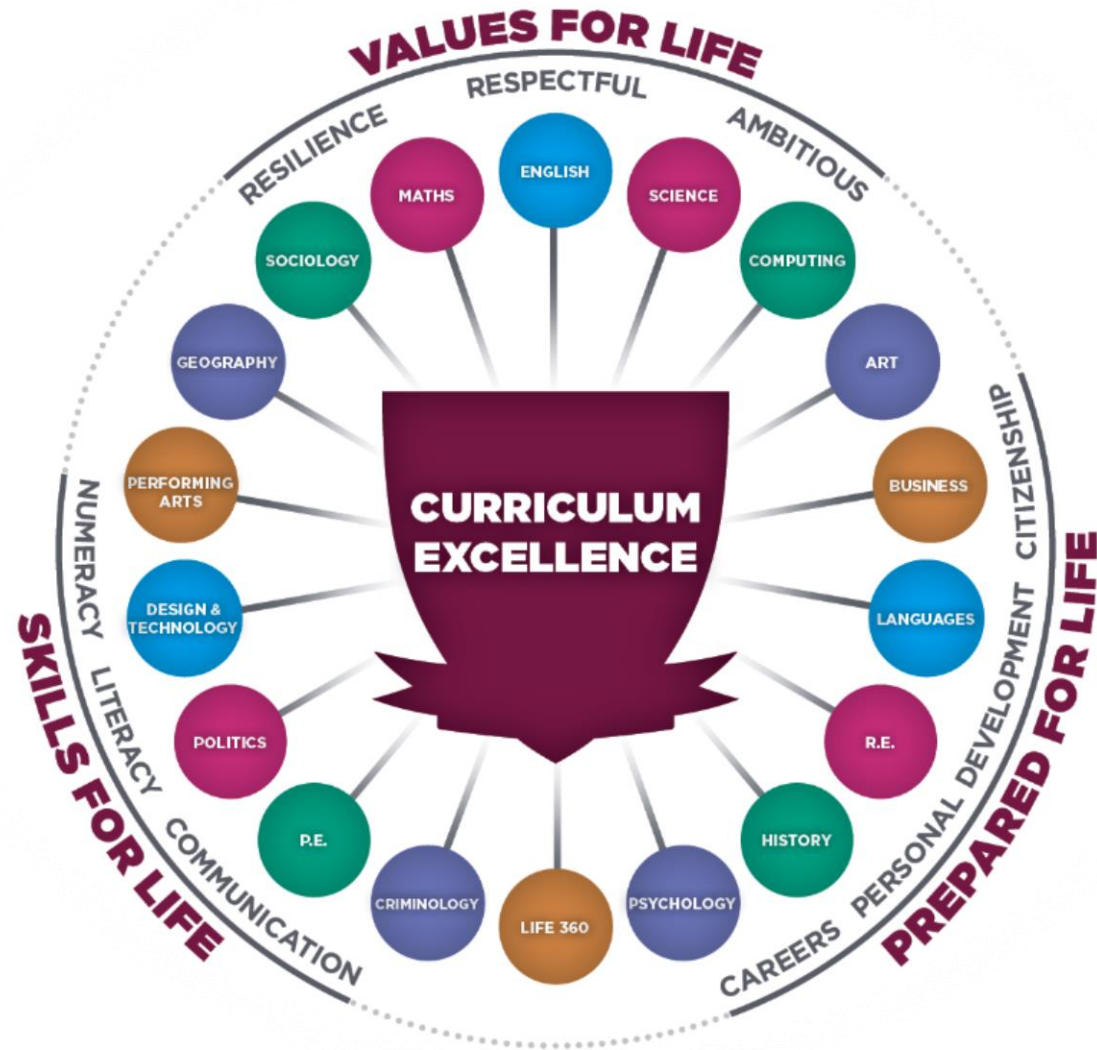 VALUES FOR LIFE
RESILIENCE
RESPECTFUL
AMBITIOUS
ENGLISH
SCIENCE
COMPUTING
ART
BUSINESS
LANGUAGES
R.E.
HISTORY
PSYCHOLOGY
LIFE 360
CRIMINOLOGY
P.E.
POLITICS
DESIGN &
TECHNOLOGY
PERFORMING
ARTS
GEOGRAPHY
SOCIOLOGY
MATHS
CURRICULUM
EXCELLENCE
SKILLS FOR LIFE
NUMERACY
LITERACY
COMMUNICATION
PREPARED FOR LIFE
CAREERS
PERSONAL DEVELOPMENT
CITIZENSHIP